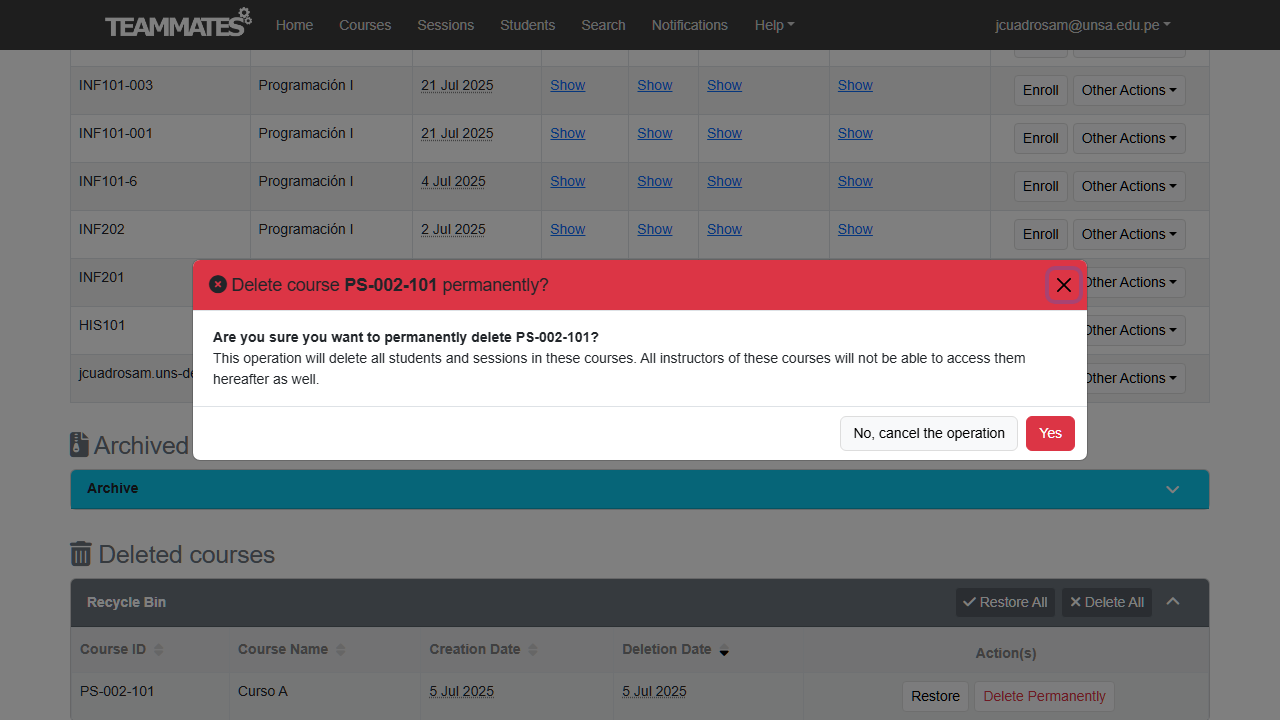 TEAMMATES Home Courses Sessions Students Search Notifications Help jcuadrosam@unsa.edu.pe
INF101-003 Programación I 21 Jul 2025 Show Show Show Show Enroll Other Actions
INF101-001 Programación I 21 Jul 2025 Show Show Show Show Enroll Other Actions
INF101-6 Programación I 4 Jul 2025 Show Show Show Show Enroll Other Actions
INF202 Programación I 2 Jul 2025 Show Show Show Show Enroll Other Actions
INF201 Other Actions
Delete course PS-002-101 permanently?
HIS101 Other Actions
Are you sure you want to permanently delete PS-002-101?
This operation will delete all students and sessions in these courses. All instructors of these courses will not be able to access them
hereafter as well.
jcuadrosam.uns-de Other Actions
No, cancel the operation Yes
Archived
Archive
Deleted courses
Recycle Bin Restore All Delete All
Course ID Course Name Creation Date Deletion Date Action(s)
PS-002-101 Curso A 5 Jul 2025 5 Jul 2025 Restore Delete Permanently